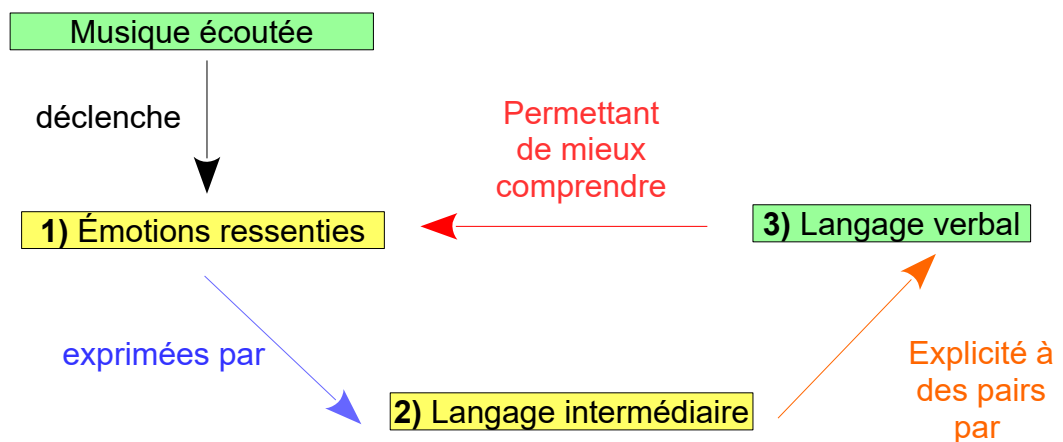 Musique écoutée
déclenche
Permettant
de mieux
comprendre
1) Émotions ressenties
3) Langage verbal
exprimées par
Explicité à
des pairs
par
2) Langage intermédiaire